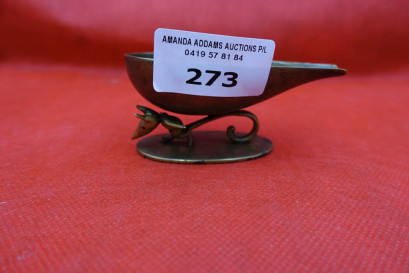 AMANDA ADDAMS AUCTIONS P/L
0419 57 81 84
273